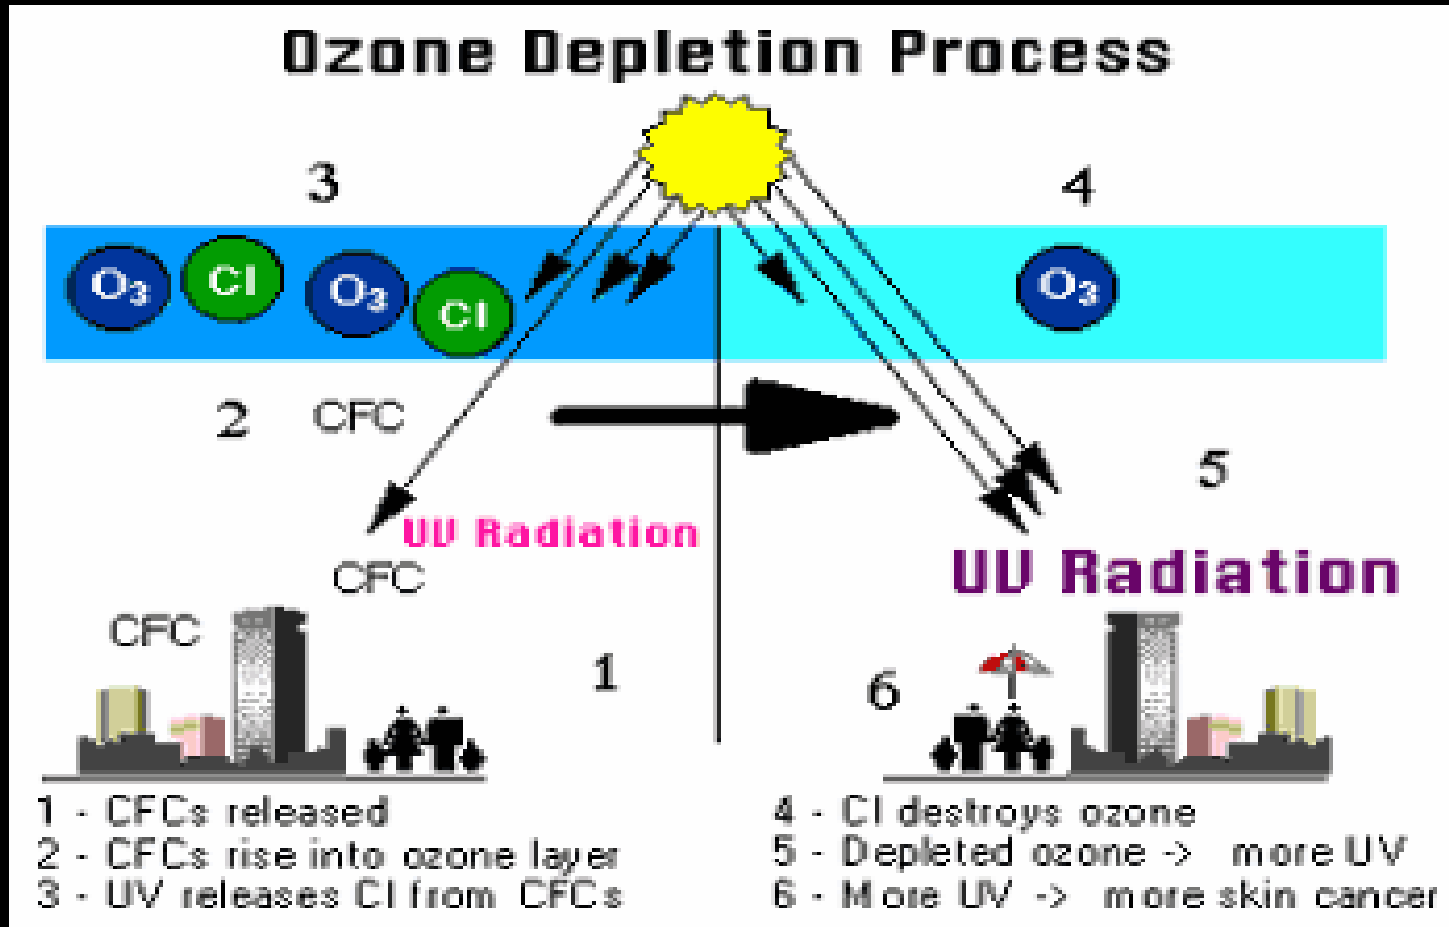 Ozone Depletion Process
3
4
O3 Cl O3 Cl
O3
2 CFC
5
UV Radiation
UV Radiation
CFC
CFC
1
6
1 - CFCs released
2 - CFCs rise into ozone layer
3 - UV releases Cl from CFCs
4 - Cl destroys ozone
5 - Depleted ozone -> more UV
6 - More UV -> more skin cancer